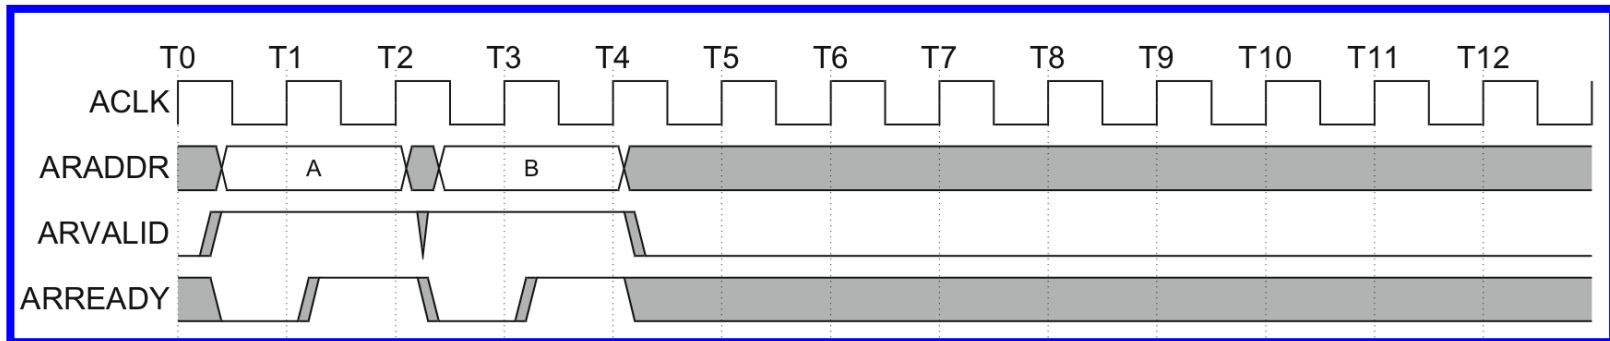 T0 T1 T2 T3 T4 T5 T6 T7 T8 T9 T10 T11 T12
ACLK
ARADDR A B
ARVALID
ARREADY